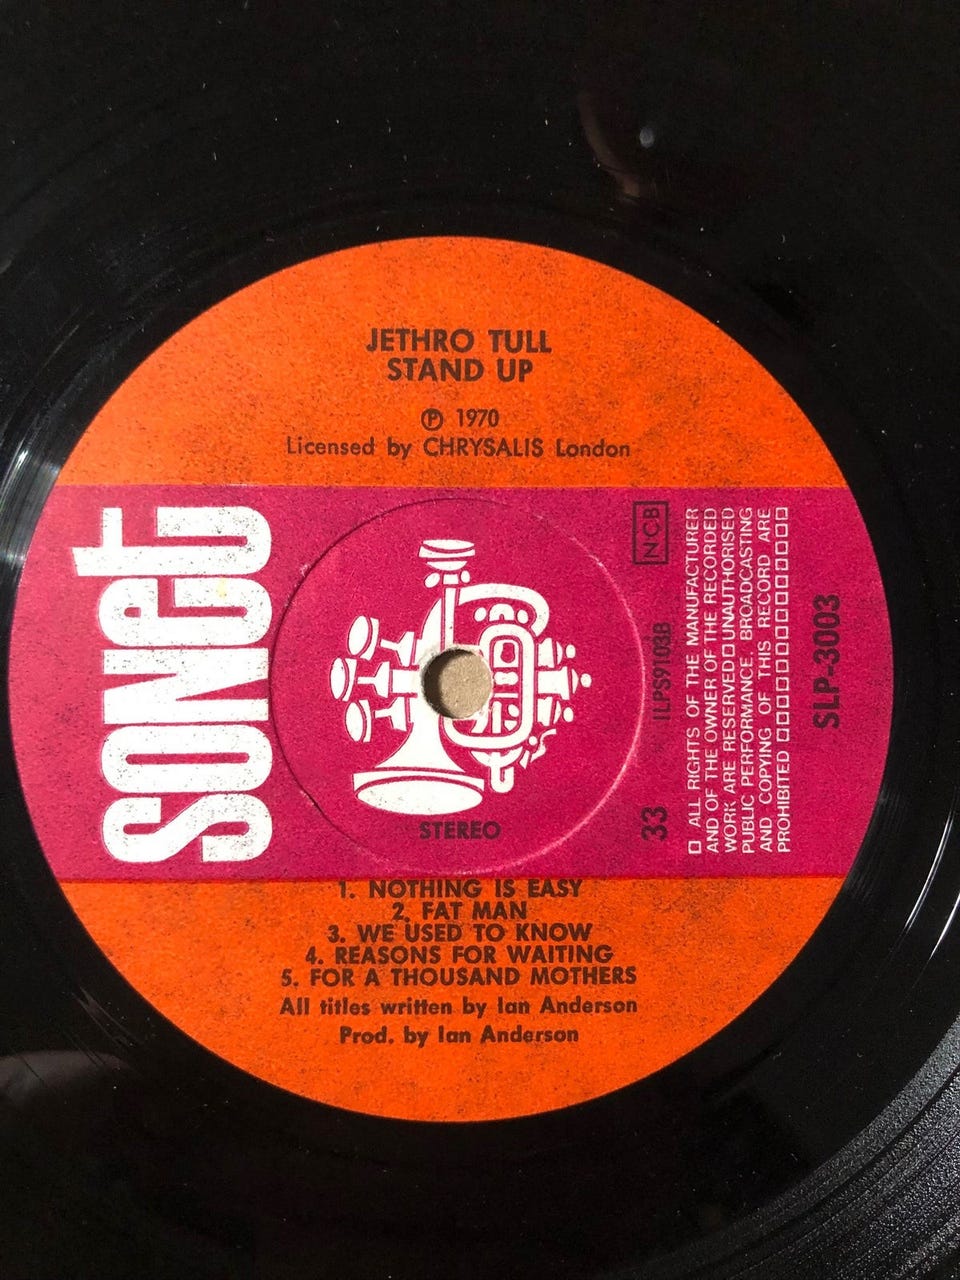 JETHRO TULL
STAND UP
Ⓟ 1970
Licensed by CHRYSALIS London
SONET
STEREO
NCB
ILPS9103B
33
□ ALL RIGHTS OF THE MANUFACTURER
AND OF THE OWNER OF THE RECORDED
WORK ARE RESERVED □ UNAUTHORISED
PUBLIC PERFORMANCE, BROADCASTING
AND COPYING OF THIS RECORD ARE
PROHIBITED □□□□□□□□□□□□□□
SLP-3003
1. NOTHING IS EASY
2. FAT MAN
3. WE USED TO KNOW
4. REASONS FOR WAITING
5. FOR A THOUSAND MOTHERS
All titles written by Ian Anderson
Prod. by Ian Anderson